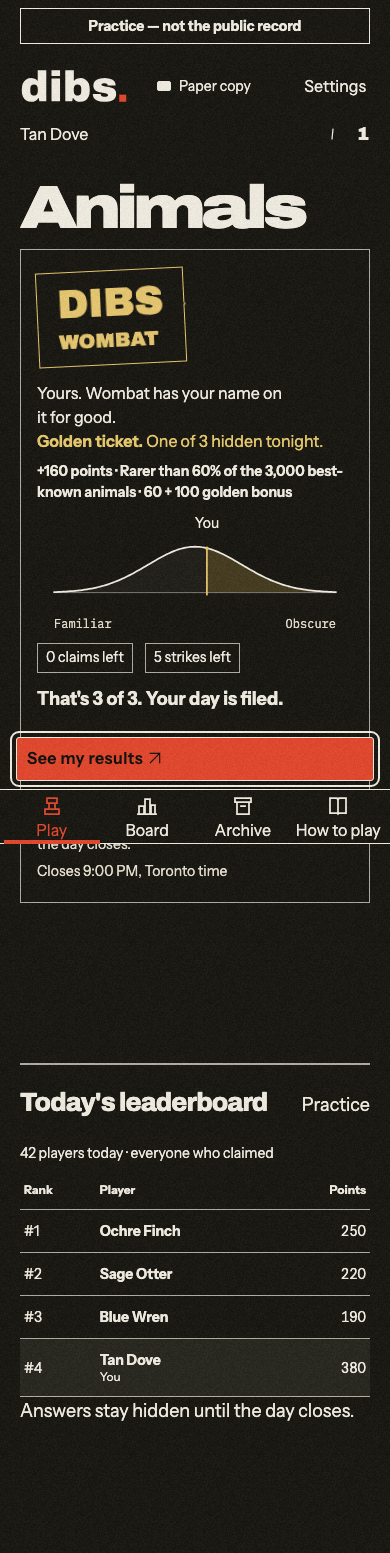 Practice — not the public record
dibs.
Paper copy
Settings
Tan Dove
/ 1
Animals
DIBS
WOMBAT
Yours. Wombat has your name on
it for good.
Golden ticket. One of 3 hidden tonight.
+160 points · Rarer than 60% of the 3,000 best-
known animals · 60 + 100 golden bonus
You
Familiar
Obscure
0 claims left
5 strikes left
That's 3 of 3. Your day is filed.
See my results
Play
Board
Archive
How to play
the day closes.
Closes 9:00 PM, Toronto time
Today's leaderboard
Practice
42 players today · everyone who claimed
Rank Player Points
#1 Ochre Finch 250
#2 Sage Otter 220
#3 Blue Wren 190
#4 Tan Dove 380
You
Answers stay hidden until the day closes.